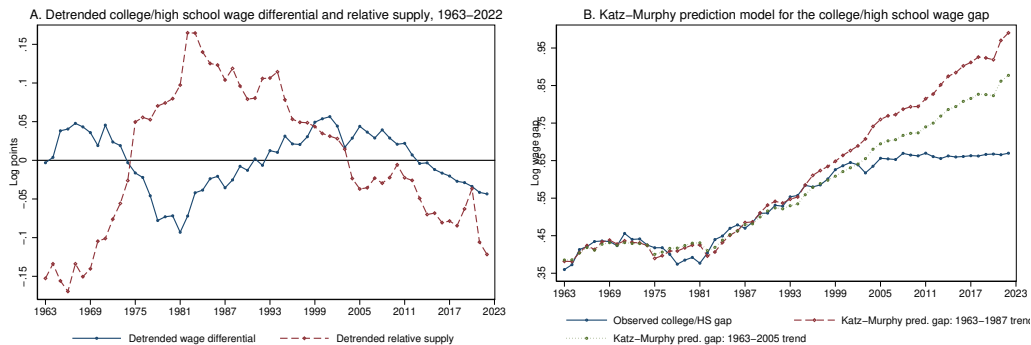 A. Detrended college/high school wage differential and relative supply, 1963−2022
Log points
.15
.1
.05
0
−.05
−.1
−.15
1963 1969 1975 1981 1987 1993 1999 2005 2011 2017 2023
Detrended wage differential Detrended relative supply
B. Katz−Murphy prediction model for the college/high school wage gap
Log wage gap
.95
.85
.75
.65
.55
.45
.35
1963 1969 1975 1981 1987 1993 1999 2005 2011 2017 2023
Observed college/HS gap Katz−Murphy pred. gap: 1963−1987 trend
Katz−Murphy pred. gap: 1963−2005 trend